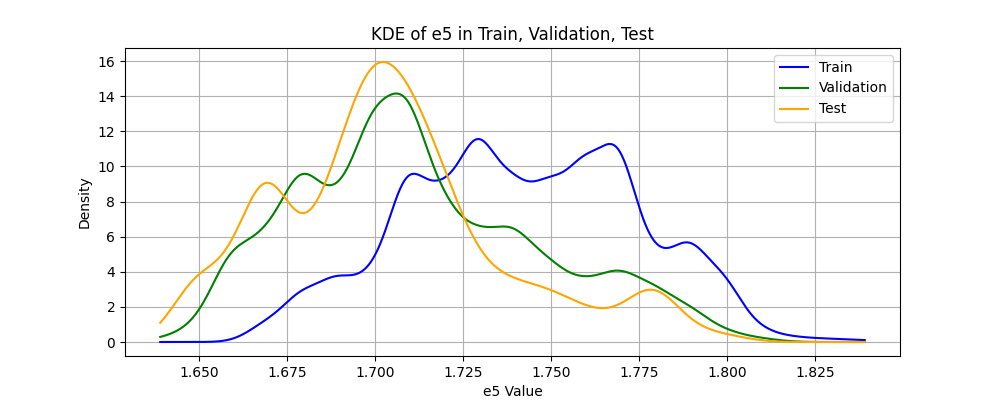 KDE of e5 in Train, Validation, Test
Train
Validation
Test
Density
16
14
12
10
8
6
4
2
0
1.650 1.675 1.700 1.725 1.750 1.775 1.800 1.825
e5 Value